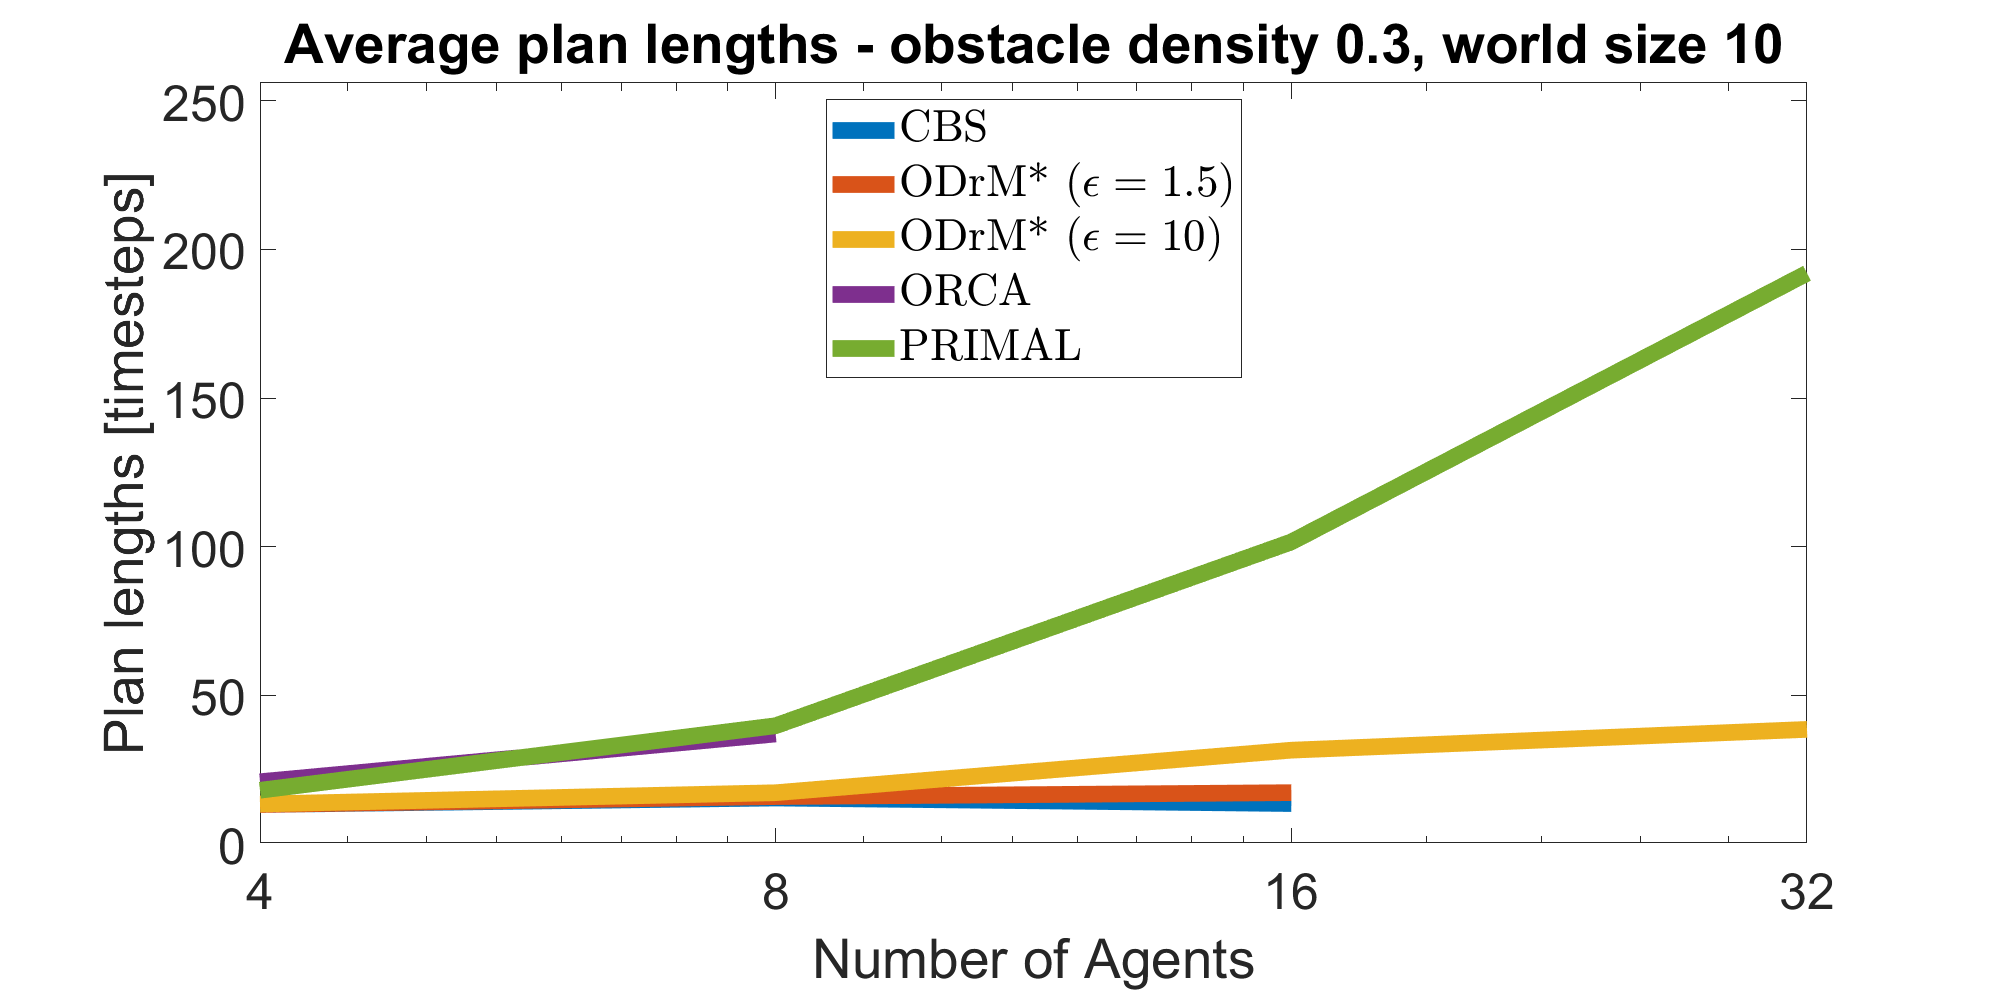 Average plan lengths - obstacle density 0.3, world size 10
250
200
150
100
50
0
Plan lengths [timesteps]
CBS
ODrM* (ϵ = 1.5)
ODrM* (ϵ = 10)
ORCA
PRIMAL
4 8 16 32
Number of Agents